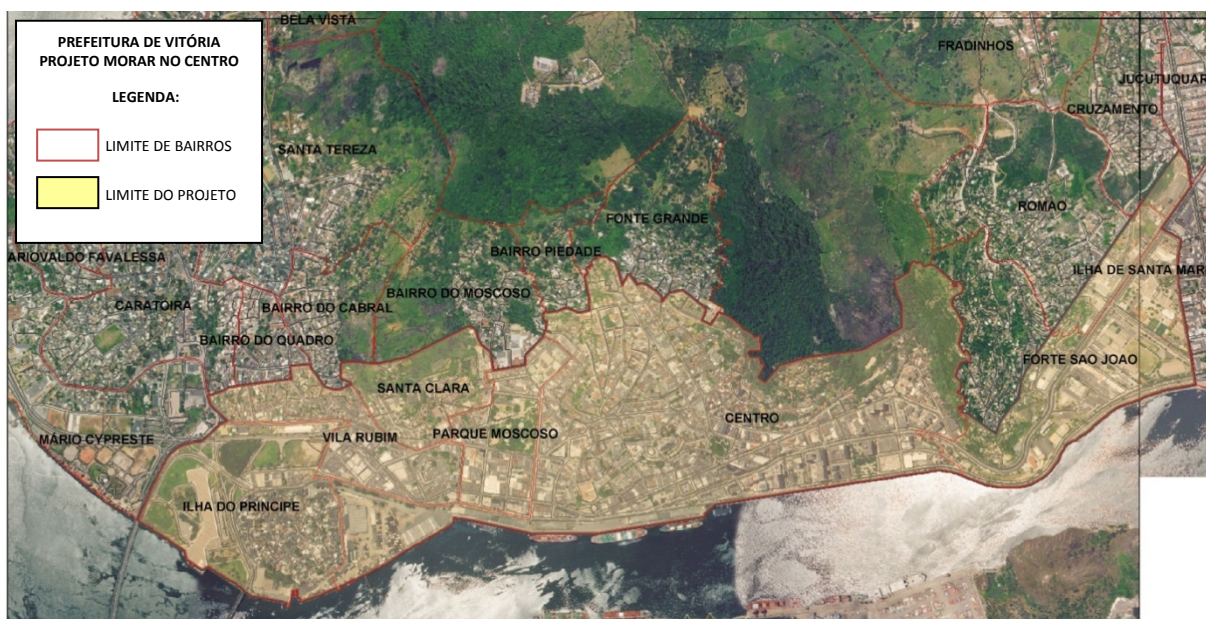 PREFEITURA DE VITÓRIA
PROJETO MORAR NO CENTRO
LEGENDA:
LIMITE DE BAIRROS
LIMITE DO PROJETO
BELA VISTA
FRADINHOS
JUCUTUQUAR
CRUZAMENTO
SANTA TEREZA
ROMÃO
FONTE GRANDE
BAIRRO PIEDADE
ARIOVALDO FAVALESSA
ILHA DE SANTA MAR
BAIRRO DO MOSCOSO
CARATOIRA
BAIRRO DO CABRAL
BAIRRO DO QUADRO
FORTE SAO JOAO
SANTA CLARA
CENTRO
MÁRIO CYPRESTE
VILA RUBIM
PARQUE MOSCOSO
ILHA DO PRINCIPE